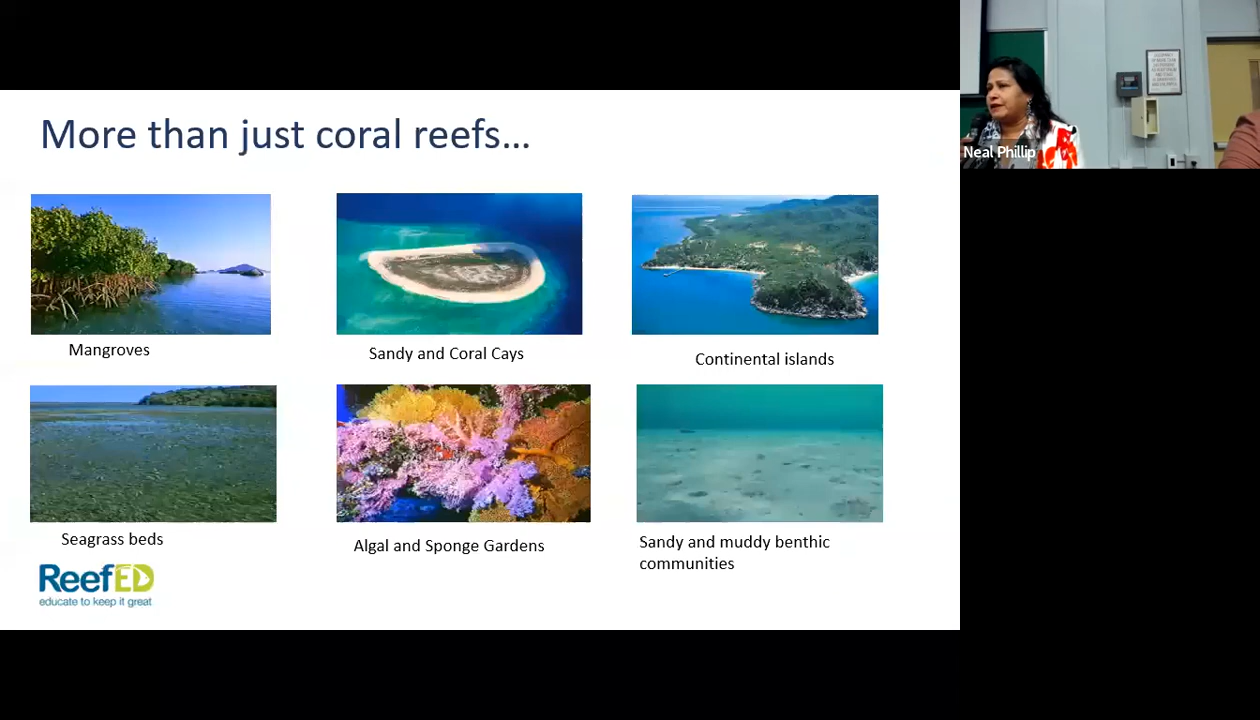 More than just coral reefs...
Neal Phillip
Mangroves
Sandy and Coral Cays
Continental islands
Seagrass beds
Algal and Sponge Gardens
Sandy and muddy benthic
communities
ReefED
educate to keep it great